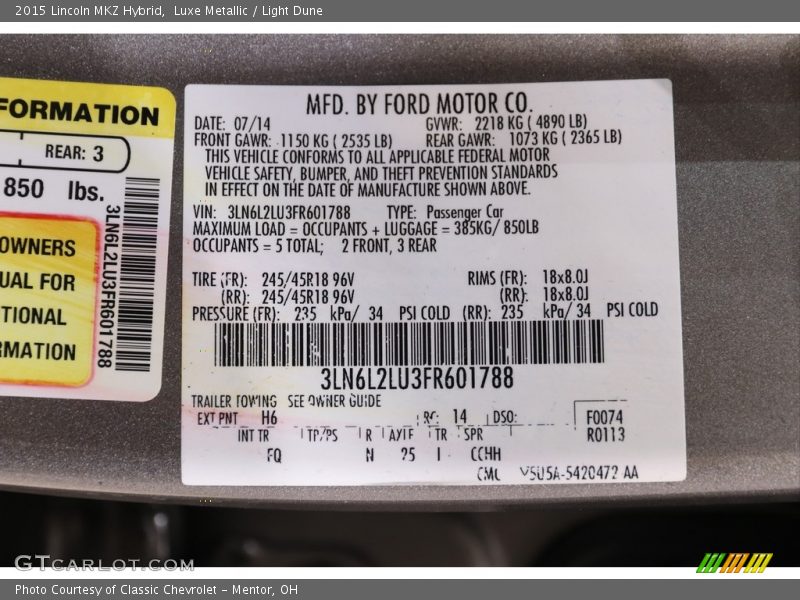 2015 Lincoln MKZ Hybrid,  Luxe Metallic / Light Dune
FORMATION
REAR: 3
850 lbs.
OWNERS
UAL FOR
TIONAL
RMATION
3LN6L2LU3FR601788
MFD. BY FORD MOTOR CO.
DATE: 07/14 GVWR: 2218 KG ( 4890 LB)
FRONT GAWR: 1150 KG ( 2535 LB) REAR GAWR: 1073 KG ( 2365 LB)
THIS VEHICLE CONFORMS TO ALL APPLICABLE FEDERAL MOTOR
VEHICLE SAFETY, BUMPER, AND THEFT PREVENTION STANDARDS
IN EFFECT ON THE DATE OF MANUFACTURE SHOWN ABOVE.
VIN: 3LN6L2LU3FR601788 TYPE: Passenger Car
MAXIMUM LOAD = OCCUPANTS + LUGGAGE = 385KG/ 850LB
OCCUPANTS = 5 TOTAL; 2 FRONT, 3 REAR
TIRE (FR): 245/45R18 96V RIMS (FR): 18x8.0J
(RR): 245/45R18 96V (RR): 18x8.0J
PRESSURE (FR): 235 kPa/ 34 PSI COLD (RR): 235 kPa/ 34 PSI COLD
3LN6L2LU3FR601788
TRAILER TOWING SEE OWNER GUIDE
EXT PNT H6 RC: 14 DSO: F0074
INT TR TP/PS R AXLE TR SPR R0113
FQ N 25 CCHH
CMC V5U5A-5420472 AA
GTCARLOT.COM
Photo Courtesy of Classic Chevrolet – Mentor, OH